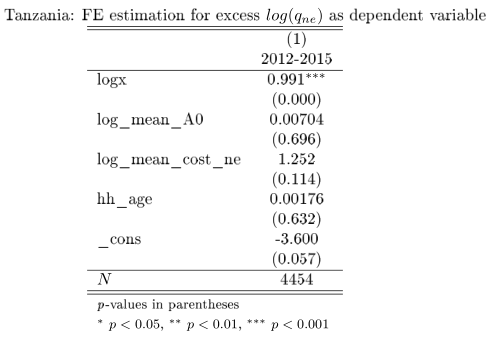 Tanzania: FE estimation for excess log(q_ne) as dependent variable
(1)
2012-2015
logx 0.991***
(0.000)
log_mean_A0 0.00704
(0.696)
log_mean_cost_ne 1.252
(0.114)
hh_age 0.00176
(0.632)
_cons -3.600
(0.057)
N 4454
p-values in parentheses
* p < 0.05, ** p < 0.01, *** p < 0.001